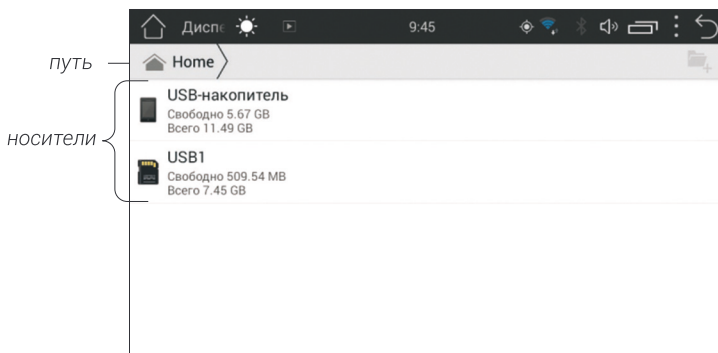 Диспе 9:45
путь
Home
USB-накопитель
Свободно 5.67 GB
Всего 11.49 GB
носители
USB1
Свободно 509.54 MB
Всего 7.45 GB